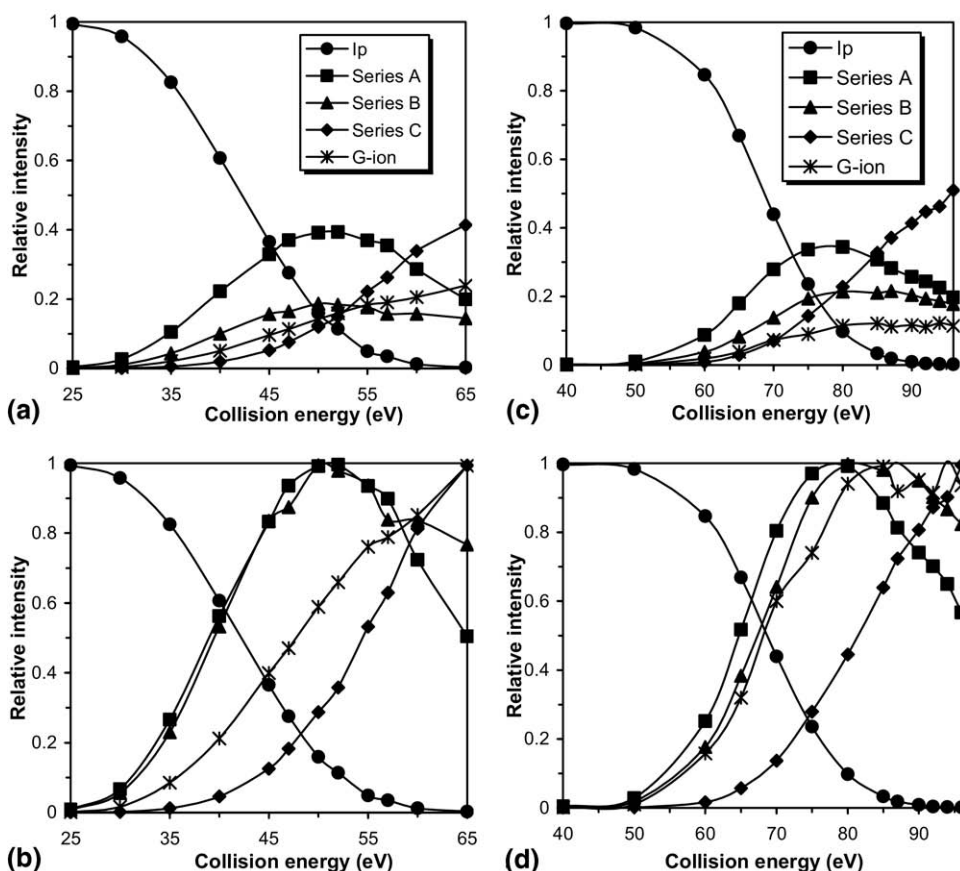 1
0.8
0.6
0.4
0.2
0
Relative intensity
Ip
Series A
Series B
Series C
G-ion
25 35 45 55 65
Collision energy (eV)
(a)
1
0.8
0.6
0.4
0.2
0
Relative intensity
Ip
Series A
Series B
Series C
G-ion
40 50 60 70 80 90
Collision energy (eV)
(c)
1
0.8
0.6
0.4
0.2
0
Relative intensity
25 35 45 55 65
Collision energy (eV)
(b)
1
0.8
0.6
0.4
0.2
0
Relative intensity
40 50 60 70 80 90
Collision energy (eV)
(d)